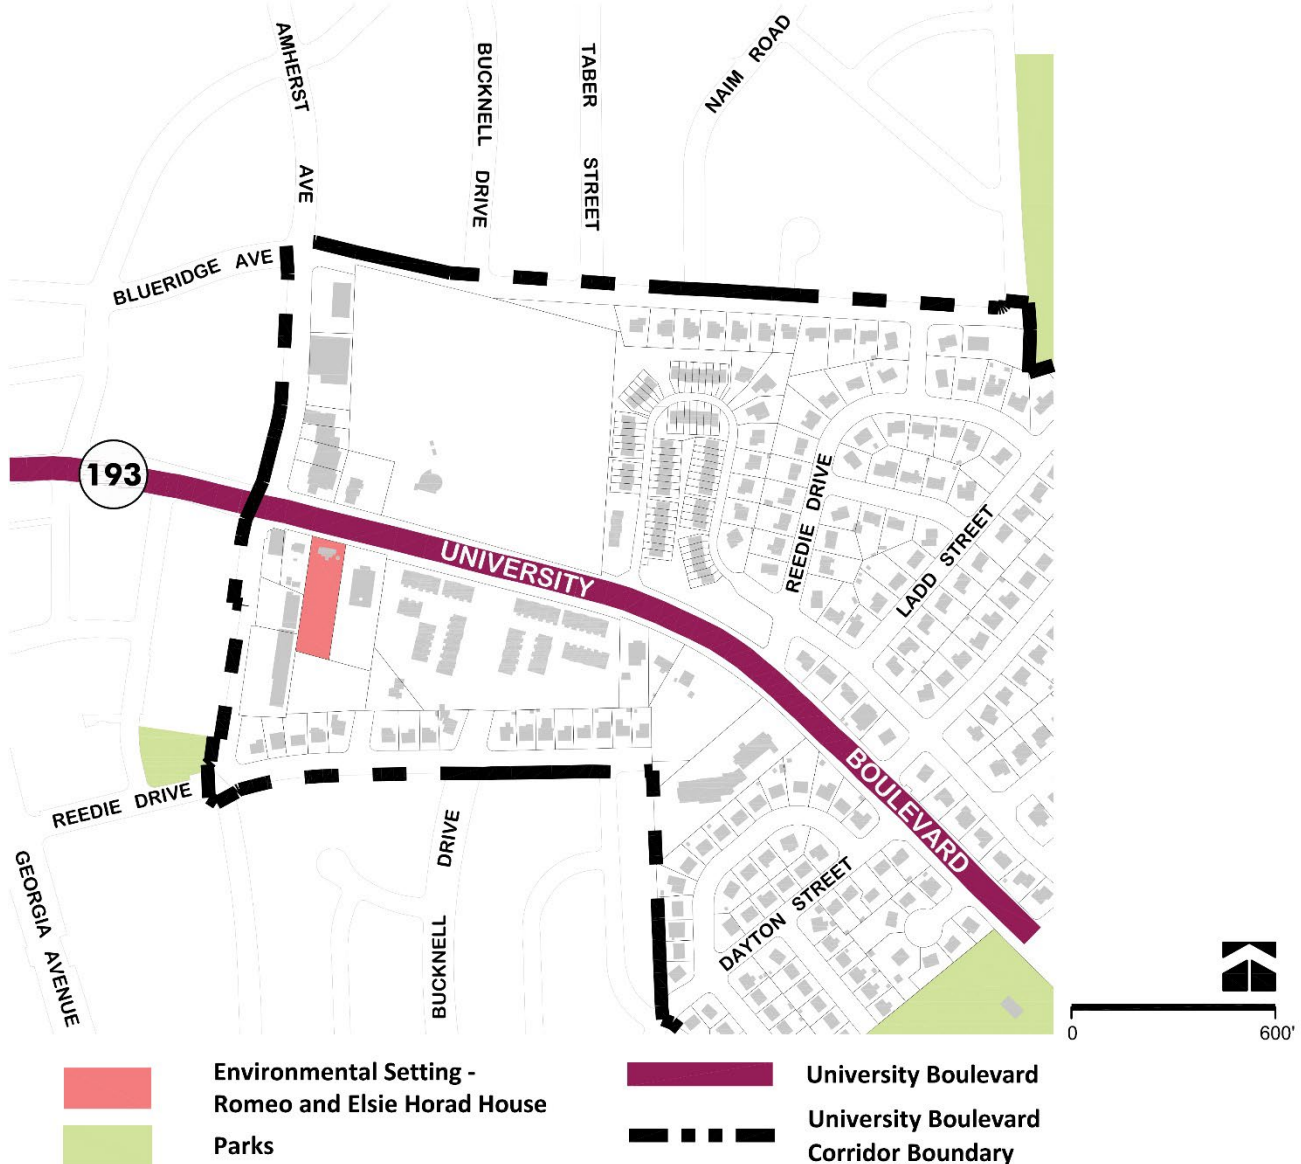 AMHERST AVE
BUCKNELL DRIVE
TABER STREET
NAIM ROAD
BLUERIDGE AVE
193
UNIVERSITY BOULEVARD
REEDIE DRIVE
LADD STREET
REEDIE DRIVE
GEORGIA AVENUE
BUCKNELL DRIVE
DAYTON STREET
0 600'
Environmental Setting -
Romeo and Elsie Horad House
Parks
University Boulevard
University Boulevard
Corridor Boundary